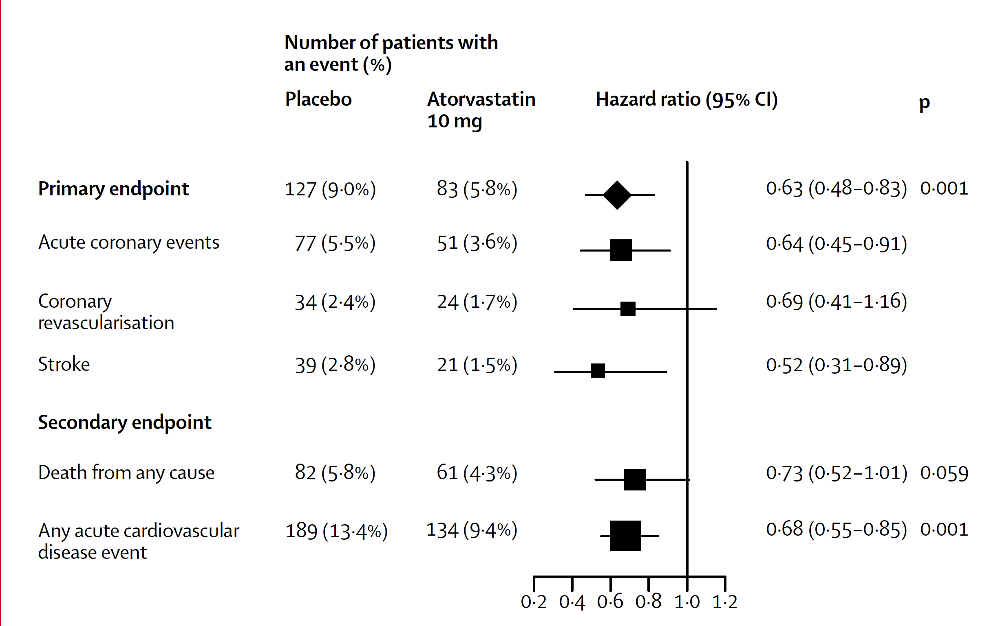 Number of patients with
an event (%)
Placebo Atorvastatin Hazard ratio (95% CI) p
10 mg
Primary endpoint 127 (9·0%) 83 (5·8%) 0·63 (0·48–0·83) 0·001
Acute coronary events 77 (5·5%) 51 (3·6%) 0·64 (0·45–0·91)
Coronary 34 (2·4%) 24 (1·7%) 0·69 (0·41–1·16)
revascularisation
Stroke 39 (2·8%) 21 (1·5%) 0·52 (0·31–0·89)
Secondary endpoint
Death from any cause 82 (5·8%) 61 (4·3%) 0·73 (0·52–1·01) 0·059
Any acute cardiovascular 189 (13·4%) 134 (9·4%) 0·68 (0·55–0·85) 0·001
disease event
0·2 0·4 0·6 0·8 1·0 1·2